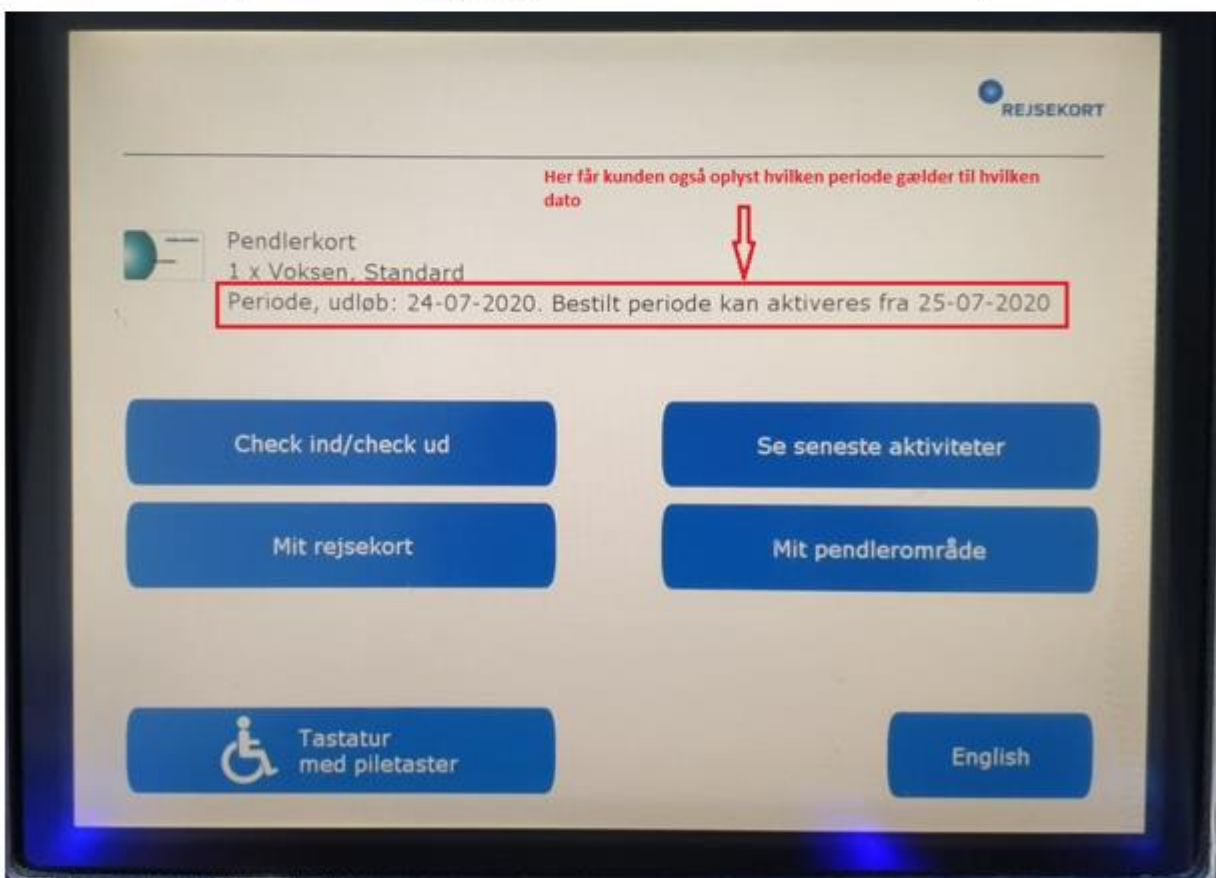 REJSEKORT
Her får kunden også oplyst hvilken periode gælder til hvilken
dato
Pendlerkort
1 x Voksen, Standard
Periode, udløb: 24-07-2020. Bestilt periode kan aktiveres fra 25-07-2020
Check ind/check ud
Se seneste aktiviteter
Mit rejsekort
Mit pendlerområde
Tastatur
med piletaster
English